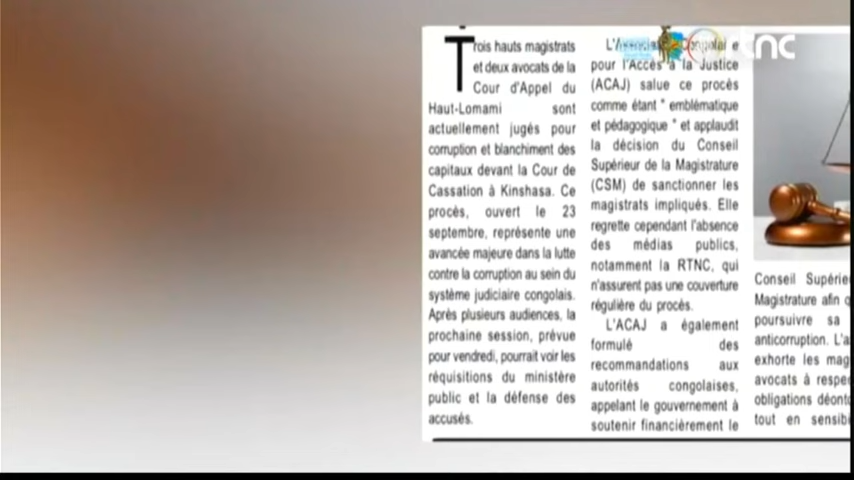 rtnc
Trois hauts magistrats
et deux avocats de la
Cour d'Appel du
Haut-Lomami sont
actuellement jugés pour
corruption et blanchiment des
capitaux devant la Cour de
Cassation à Kinshasa. Ce
procès, ouvert le 23
septembre, représente une
avancée majeure dans la lutte
contre la corruption au sein du
système judiciaire congolais.
Après plusieurs audiences, la
prochaine session, prévue
pour vendredi, pourrait voir les
réquisitions du ministère
public et la défense des
accusés.
pour l'Accès à la Justice
(ACAJ) salue ce procès
comme étant " emblématique
et pédagogique " et applaudit
la décision du Conseil
Supérieur de la Magistrature
(CSM) de sanctionner les
magistrats impliqués. Elle
regrette cependant l'absence
des médias publics,
notamment la RTNC, qui
n'assurent pas une couverture
régulière du procès.
L'ACAJ a également
formulé des
recommandations aux
autorités congolaises,
appelant le gouvernement à
soutenir financièrement le
Conseil Supérie
Magistrature afin
poursuivre sa
anticorruption. L'a
exhorte les mag
avocats à respe
obligations déont
tout en sensib